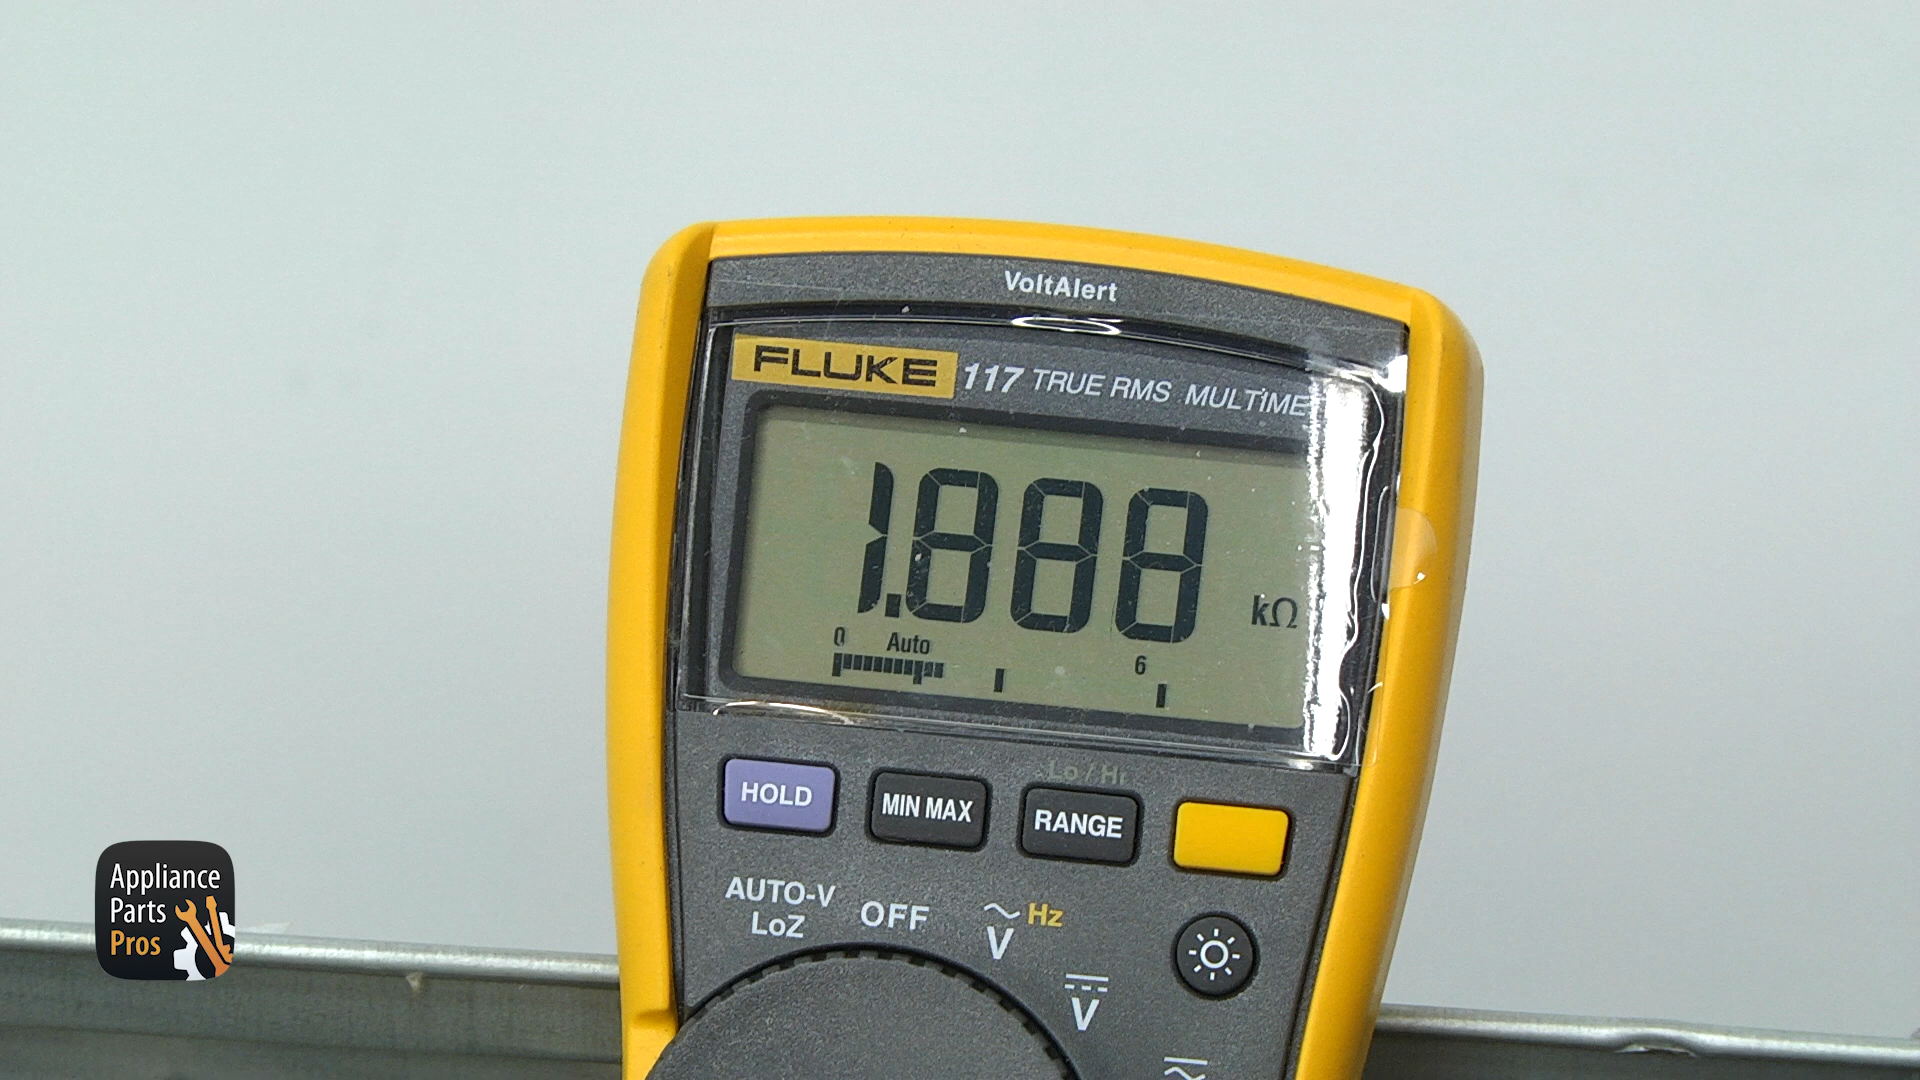 VoltAlert
FLUKE 117 TRUE RMS MULTIME
1.888 kΩ
0 Auto 6
Lo / Hi
HOLD MIN MAX RANGE
AUTO-V
LoZ
OFF
Hz
V
V
Appliance
Parts
Pros